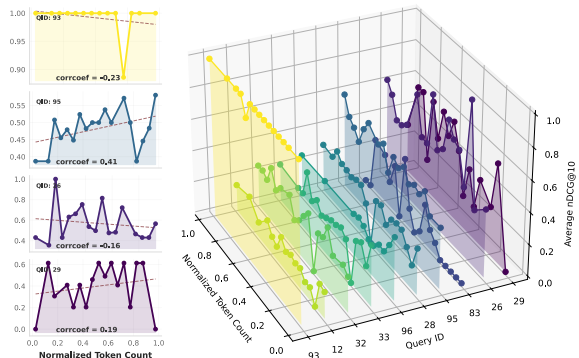 1.00
QID: 93
0.95
0.90
corrcoef = -0.23
QID: 95
0.55
0.50
0.45
0.40
corrcoef = 0.41
1.0
QID: 26
0.8
0.6
0.4
corrcoef = -0.16
0.6
QID: 29
0.4
0.2
0.0
corrcoef = 0.19
0.0 0.2 0.4 0.6 0.8 1.0
Normalized Token Count
1.0
0.8
0.6
0.4
0.2
0.0
Normalized Token Count
93 12 32 33 96 28 95 83 26 29
Query ID
1.0
0.8
0.6
0.4
0.2
0.0
Average nDCG@10